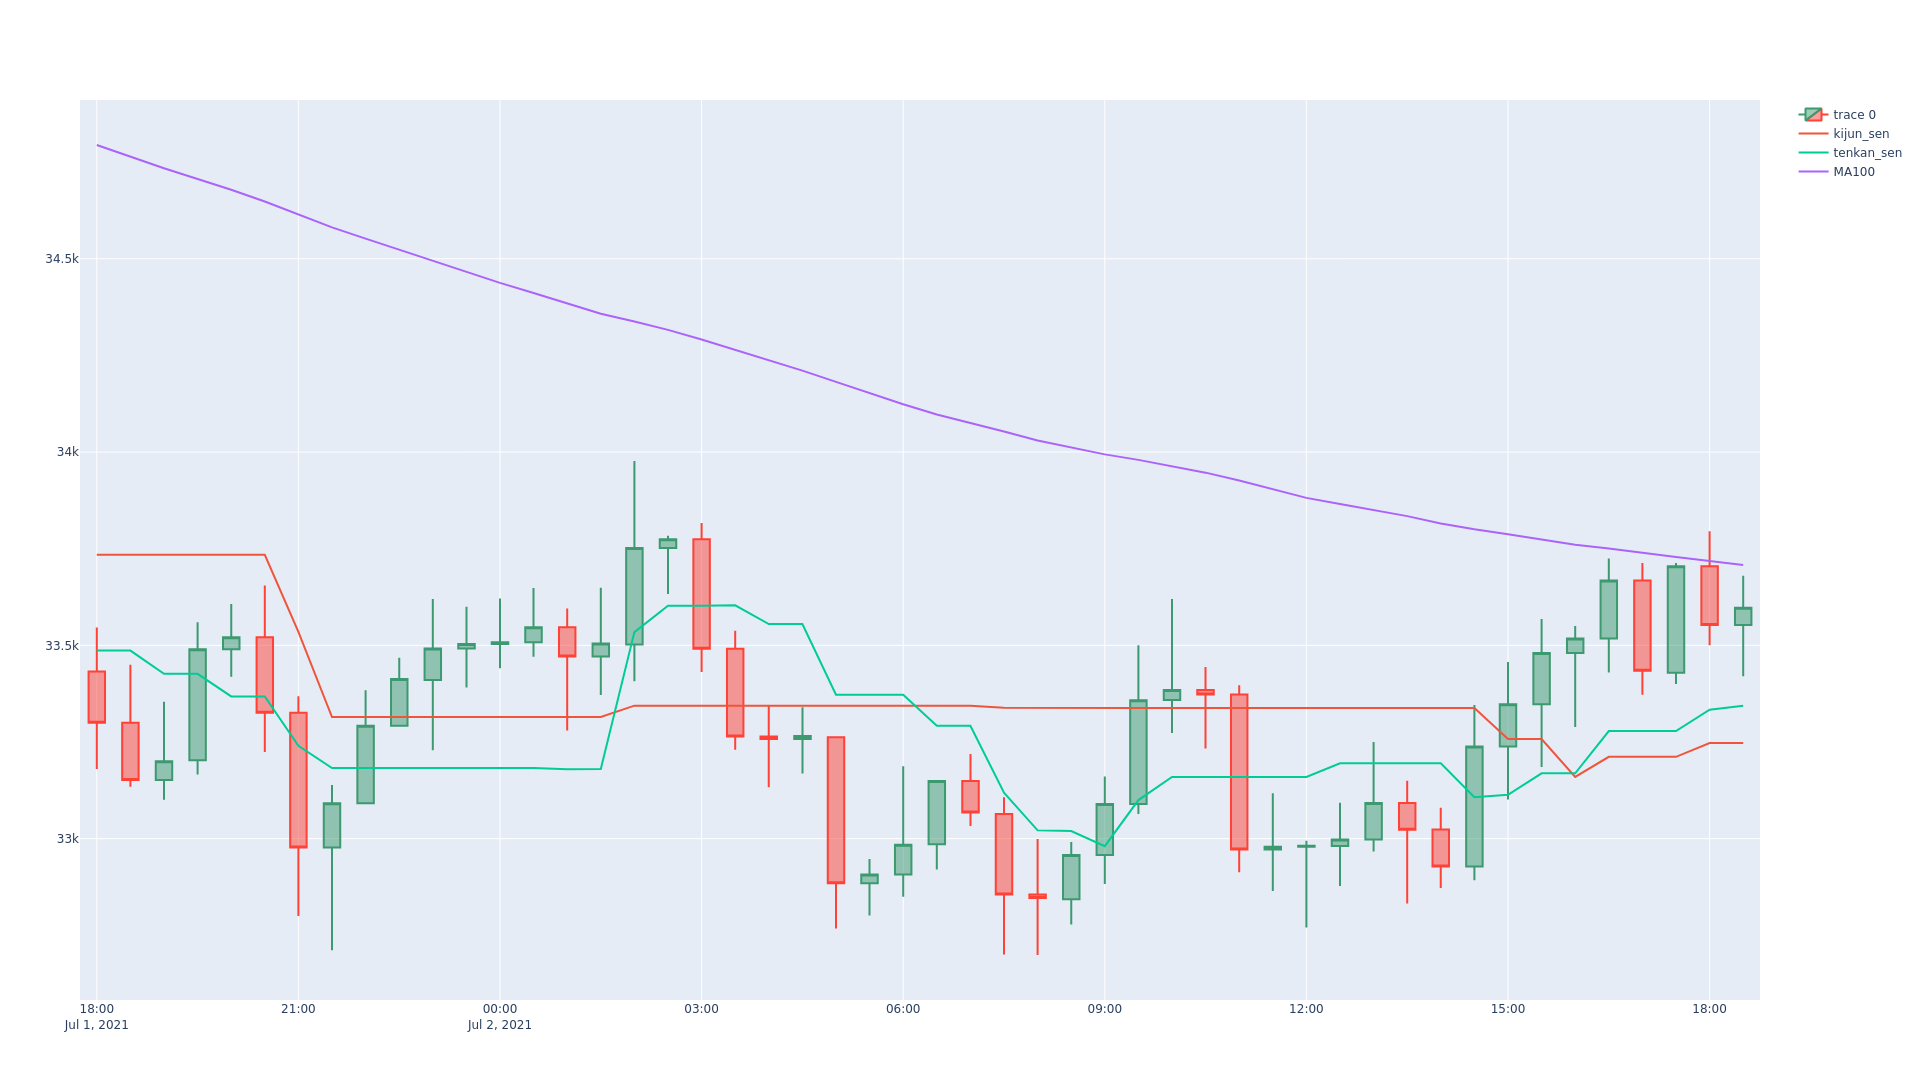 trace 0
kijun_sen
tenkan_sen
MA100
34.5k
34k
33.5k
33k
18:00 21:00 00:00 03:00 06:00 09:00 12:00 15:00 18:00
Jul 1, 2021 Jul 2, 2021